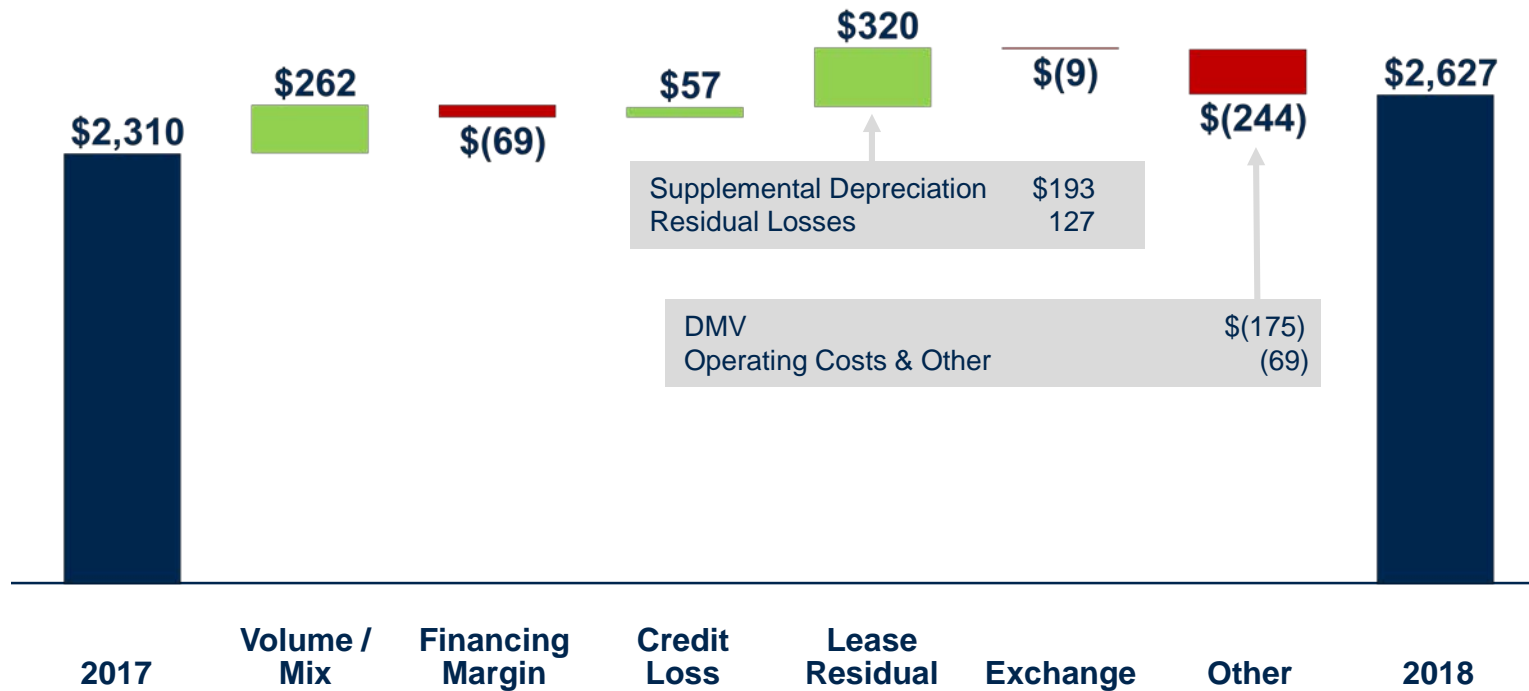 $2,310
$262
$(69)
$57
$320
$(9)
$(244)
$2,627
Supplemental Depreciation $193
Residual Losses 127
DMV $(175)
Operating Costs & Other (69)
2017
Volume /
Mix
Financing
Margin
Credit
Loss
Lease
Residual
Exchange
Other
2018